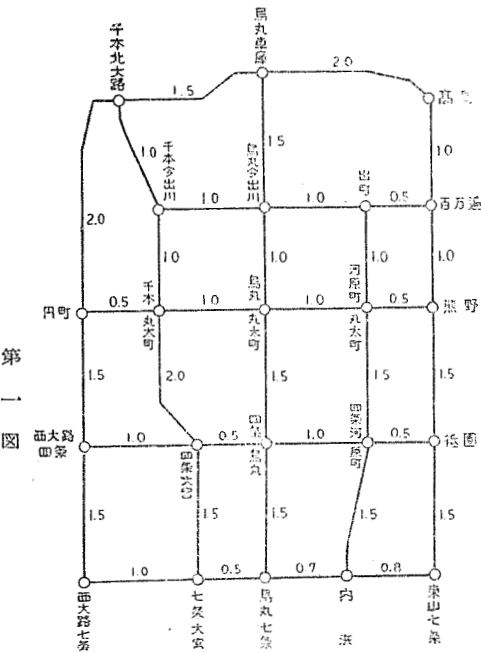 烏丸車庫
千本北大路
2.0
1.5
高野
1.0
千本今出川
1.5
烏丸今出川
1.0
出町
1.0
1.0
0.5
百万遍
2.0
1.0
1.0
1.0
1.0
千本丸太町
烏丸丸太町
河原町丸太町
円町
0.5
1.0
1.0
0.5
熊野
第一図
1.5
2.0
1.5
1.5
1.5
西大路四条
1.0
四条大宮
0.5
四条烏丸
1.0
四条河原町
0.5
祇園
1.5
1.5
1.5
1.5
1.5
1.0
0.5
0.7
0.8
西大路七条
七条大宮
烏丸七条
内浜
東山七条